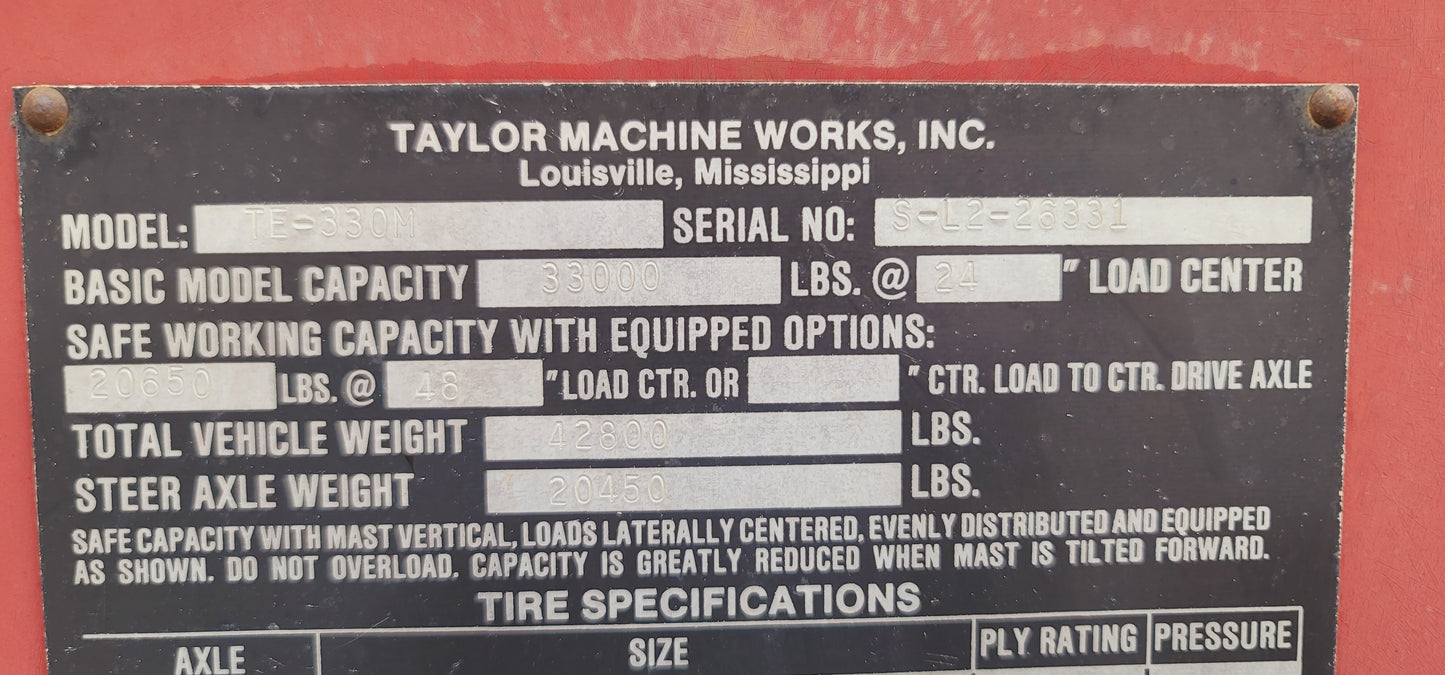 TAYLOR MACHINE WORKS, INC.
Louisville, Mississippi
MODEL: TE-330M SERIAL NO: S-L2-26331
BASIC MODEL CAPACITY 33000 LBS. @ 24 " LOAD CENTER
SAFE WORKING CAPACITY WITH EQUIPPED OPTIONS:
20650 LBS. @ 48 " LOAD CTR. OR " CTR. LOAD TO CTR. DRIVE AXLE
TOTAL VEHICLE WEIGHT 42800 LBS.
STEER AXLE WEIGHT 20450 LBS.
SAFE CAPACITY WITH MAST VERTICAL, LOADS LATERALLY CENTERED, EVENLY DISTRIBUTED AND EQUIPPED
AS SHOWN. DO NOT OVERLOAD. CAPACITY IS GREATLY REDUCED WHEN MAST IS TILTED FORWARD.
TIRE SPECIFICATIONS
AXLE SIZE PLY RATING PRESSURE